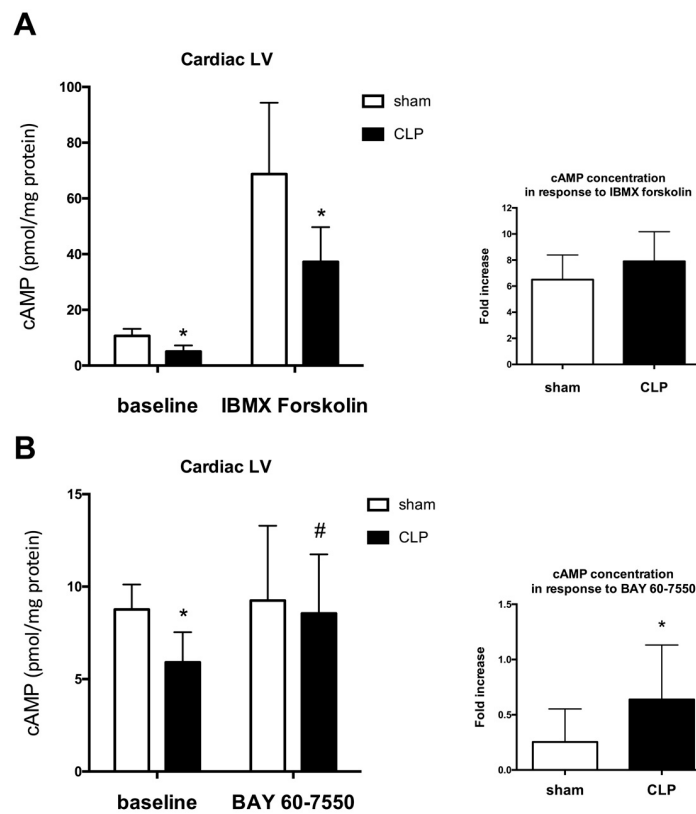 A
Cardiac LV
cAMP (pmol/mg protein)
100
80
60
40
20
0
*
*
baseline
IBMX Forskolin
sham
CLP
cAMP concentration
in response to IBMX forskolin
Fold increase
12
10
8
6
4
2
0
sham
CLP
B
Cardiac LV
cAMP (pmol/mg protein)
15
10
5
0
*
#
baseline
BAY 60-7550
sham
CLP
cAMP concentration
in response to BAY 60-7550
Fold increase
1.5
1.0
0.5
0.0
*
sham
CLP